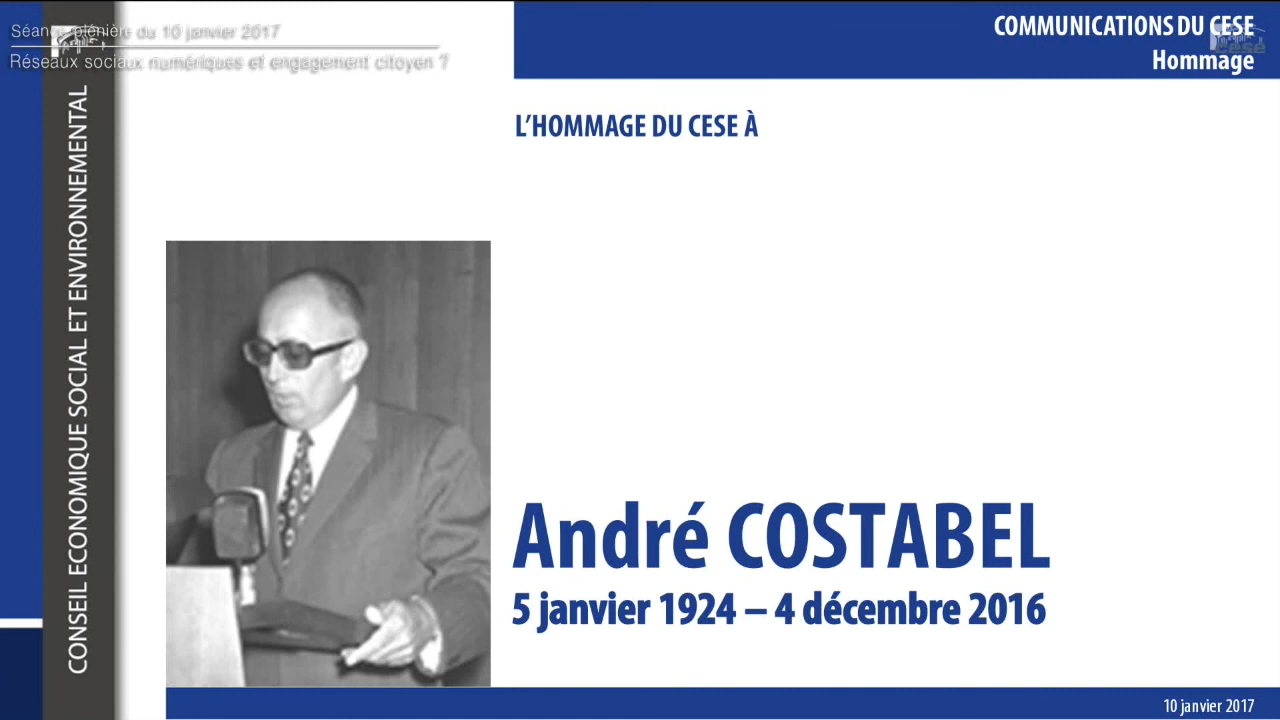 Séance plénière du 10 janvier 2017
Réseaux sociaux numériques et engagement citoyen ?
COMMUNICATIONS DU CESE
Hommage
cese
L'HOMMAGE DU CESE À
CONSEIL ECONOMIQUE SOCIAL ET ENVIRONNEMENTAL
André COSTABEL
5 janvier 1924 – 4 décembre 2016
10 janvier 2017